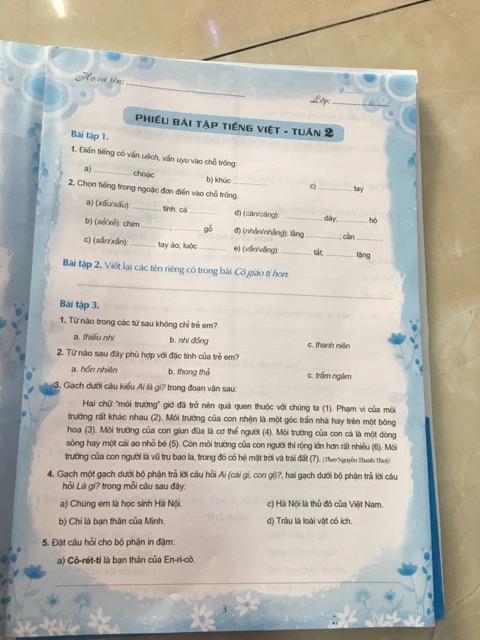 Họ và tên:
Lớp:
PHIẾU BÀI TẬP TIẾNG VIỆT - TUẦN 2
Bài tập 1.
1. Điền tiếng có vần uêch, vần uyu vào chỗ trống:
a) choạc b) khúc c) tay
2. Chọn tiếng trong ngoặc đơn điền vào chỗ trống.
a) (xấu/sấu): tính; cá d) (căn/căng): dây; hộ
b) (sẻ/xẻ): chim ; gỗ đ) (nhăn/nhăng): lằng ; cằn
c) (sắn/xắn): tay áo; luộc e) (vắn/vắng): tắt; lặng
Bài tập 2. Viết lại các tên riêng có trong bài Cô giáo tí hon.
Bài tập 3.
1. Từ nào trong các từ sau không chỉ trẻ em?
a. thiếu nhi b. nhi đồng c. thanh niên
2. Từ nào sau đây phù hợp với đặc tính của trẻ em?
a. hồn nhiên b. thong thả c. trầm ngâm
3. Gạch dưới câu kiểu Ai là gì? trong đoạn văn sau:
Hai chữ "môi trường" giờ đã trở nên quá quen thuộc với chúng ta (1). Phạm vi của môi
trường rất khác nhau (2). Môi trường của con nhện là một góc trần nhà hay trên một bông
hoa (3). Môi trường của con giun đũa là cơ thể người (4). Môi trường của con cá là một dòng
sông hay một cái ao nhỏ bé (5). Còn môi trường của con người thì rộng lớn hơn rất nhiều (6). Môi
trường của con người là vũ trụ bao la, trong đó có hệ mặt trời và trái đất (7). (Theo Nguyễn Thanh Thuỷ)
4. Gạch một gạch dưới bộ phận trả lời câu hỏi Ai (cái gì, con gì)?, hai gạch dưới bộ phận trả lời câu
hỏi Là gì? trong mỗi câu sau đây:
a) Chúng em là học sinh Hà Nội. c) Hà Nội là thủ đô của Việt Nam.
b) Chi là bạn thân của Minh. d) Trâu là loài vật có ích.
5. Đặt câu hỏi cho bộ phận in đậm:
a) Cô-rét-ti là bạn thân của En-ri-cô.
3